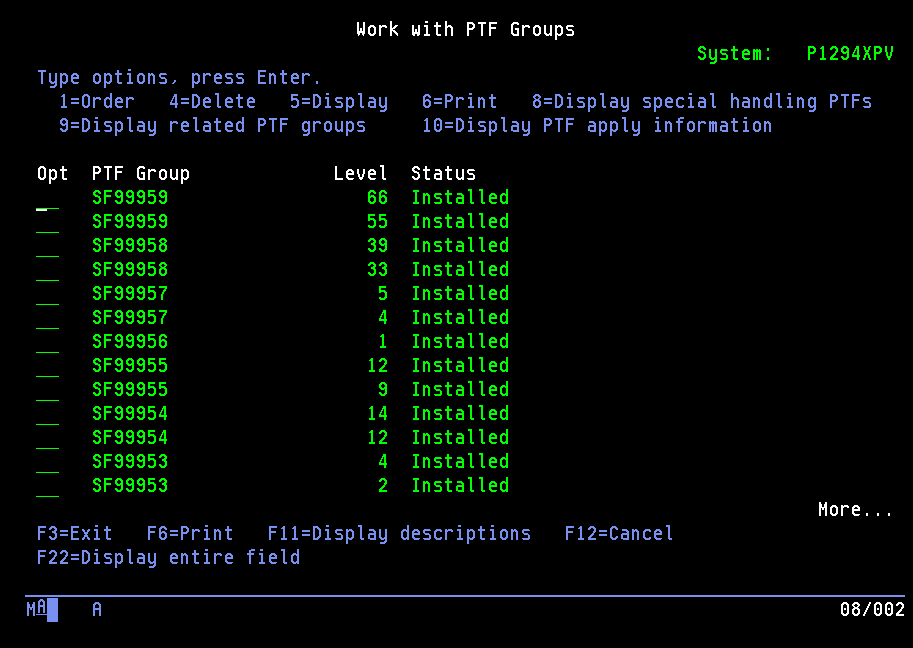 Work with PTF Groups
System: P1294XPV
Type options, press Enter.
1=Order 4=Delete 5=Display 6=Print 8=Display special handling PTFs
9=Display related PTF groups 10=Display PTF apply information
Opt PTF Group Level Status
__ SF99959 66 Installed
__ SF99959 55 Installed
__ SF99958 39 Installed
__ SF99958 33 Installed
__ SF99957 5 Installed
__ SF99957 4 Installed
__ SF99956 1 Installed
__ SF99955 12 Installed
__ SF99955 9 Installed
__ SF99954 14 Installed
__ SF99954 12 Installed
__ SF99953 4 Installed
__ SF99953 2 Installed
More...
F3=Exit F6=Print F11=Display descriptions F12=Cancel
F22=Display entire field
MA A 08/002